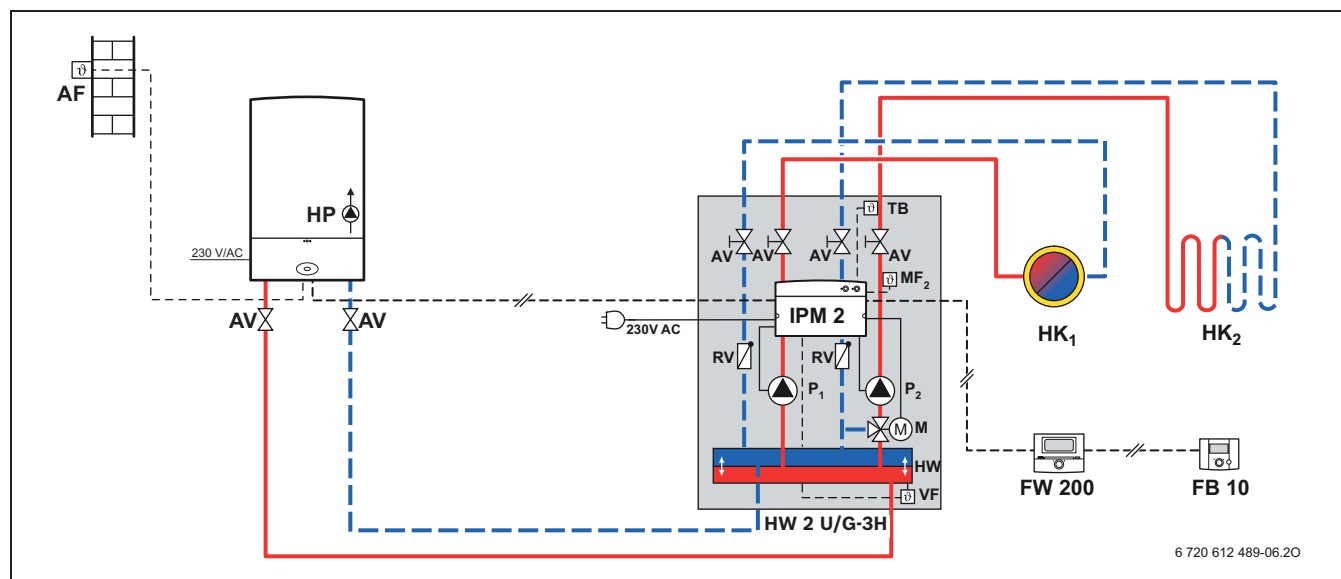 ϑ
AF
HP
230 V/AC
AV
AV
ϑ TB
AV
AV
AV
AV
ϑ MF2
IPM 2
230V AC
RV
RV
P1
P2
M
M
HW
ϑ VF
HW 2 U/G-3H
HK1
HK2
FW 200
FB 10
6 720 612 489-06.2O